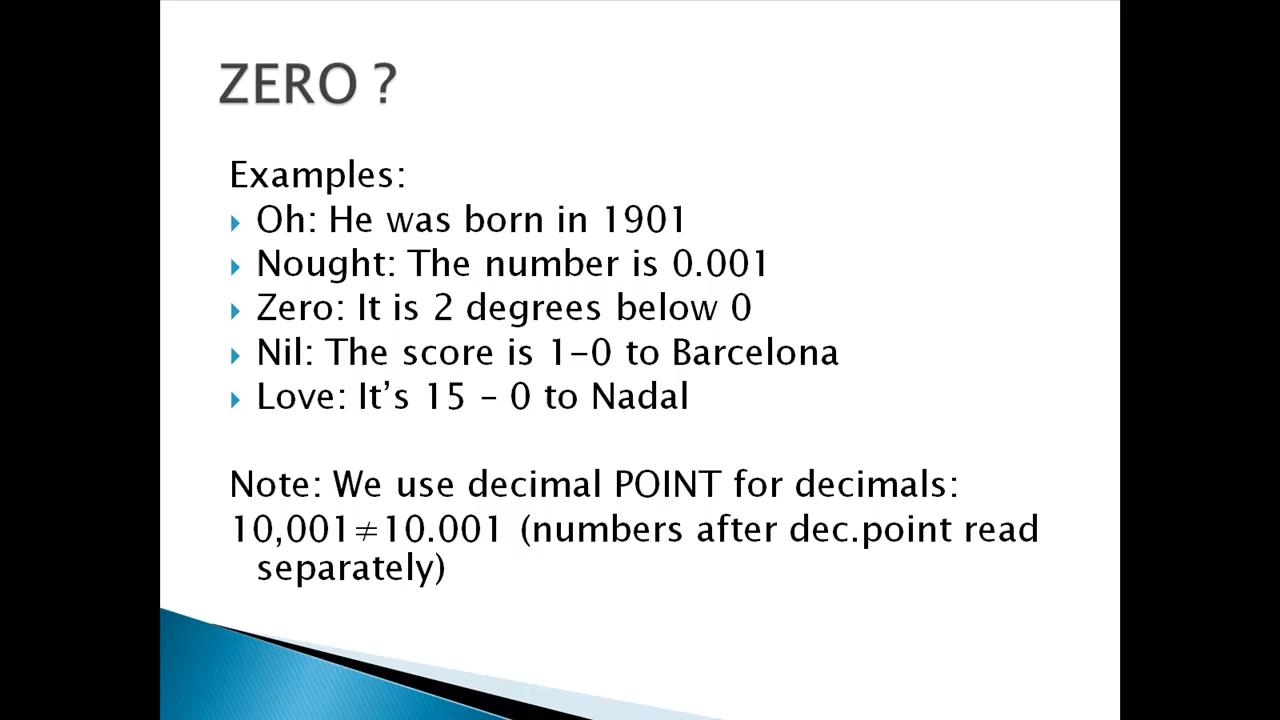 ZERO ?
Examples:
Oh: He was born in 1901
Nought: The number is 0.001
Zero: It is 2 degrees below 0
Nil: The score is 1-0 to Barcelona
Love: It’s 15 – 0 to Nadal
Note: We use decimal POINT for decimals:
10,001≠10.001 (numbers after dec.point read
separately)